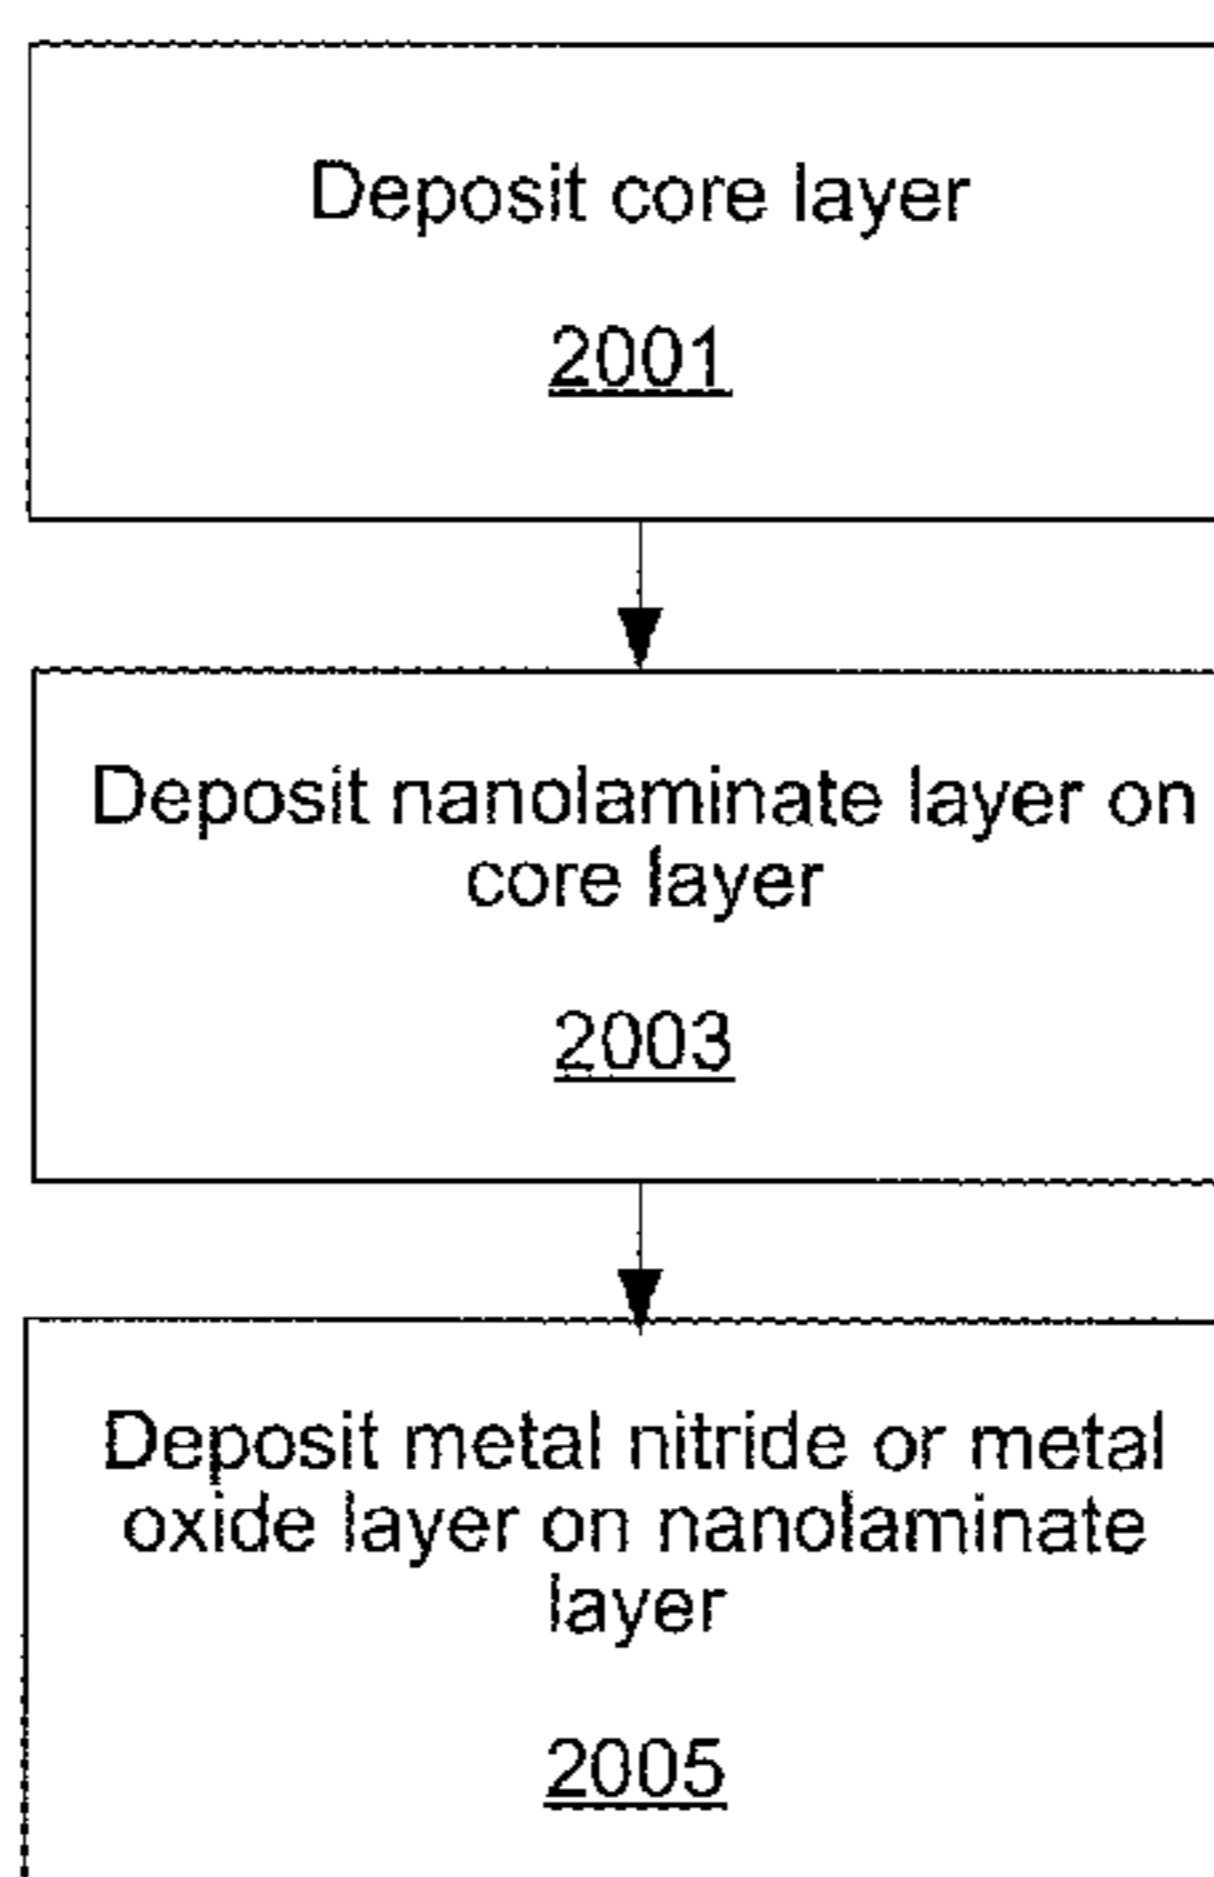 Deposit core layer
2001
Deposit nanolaminate layer on
core layer
2003
Deposit metal nitride or metal
oxide layer on nanolaminate
layer
2005